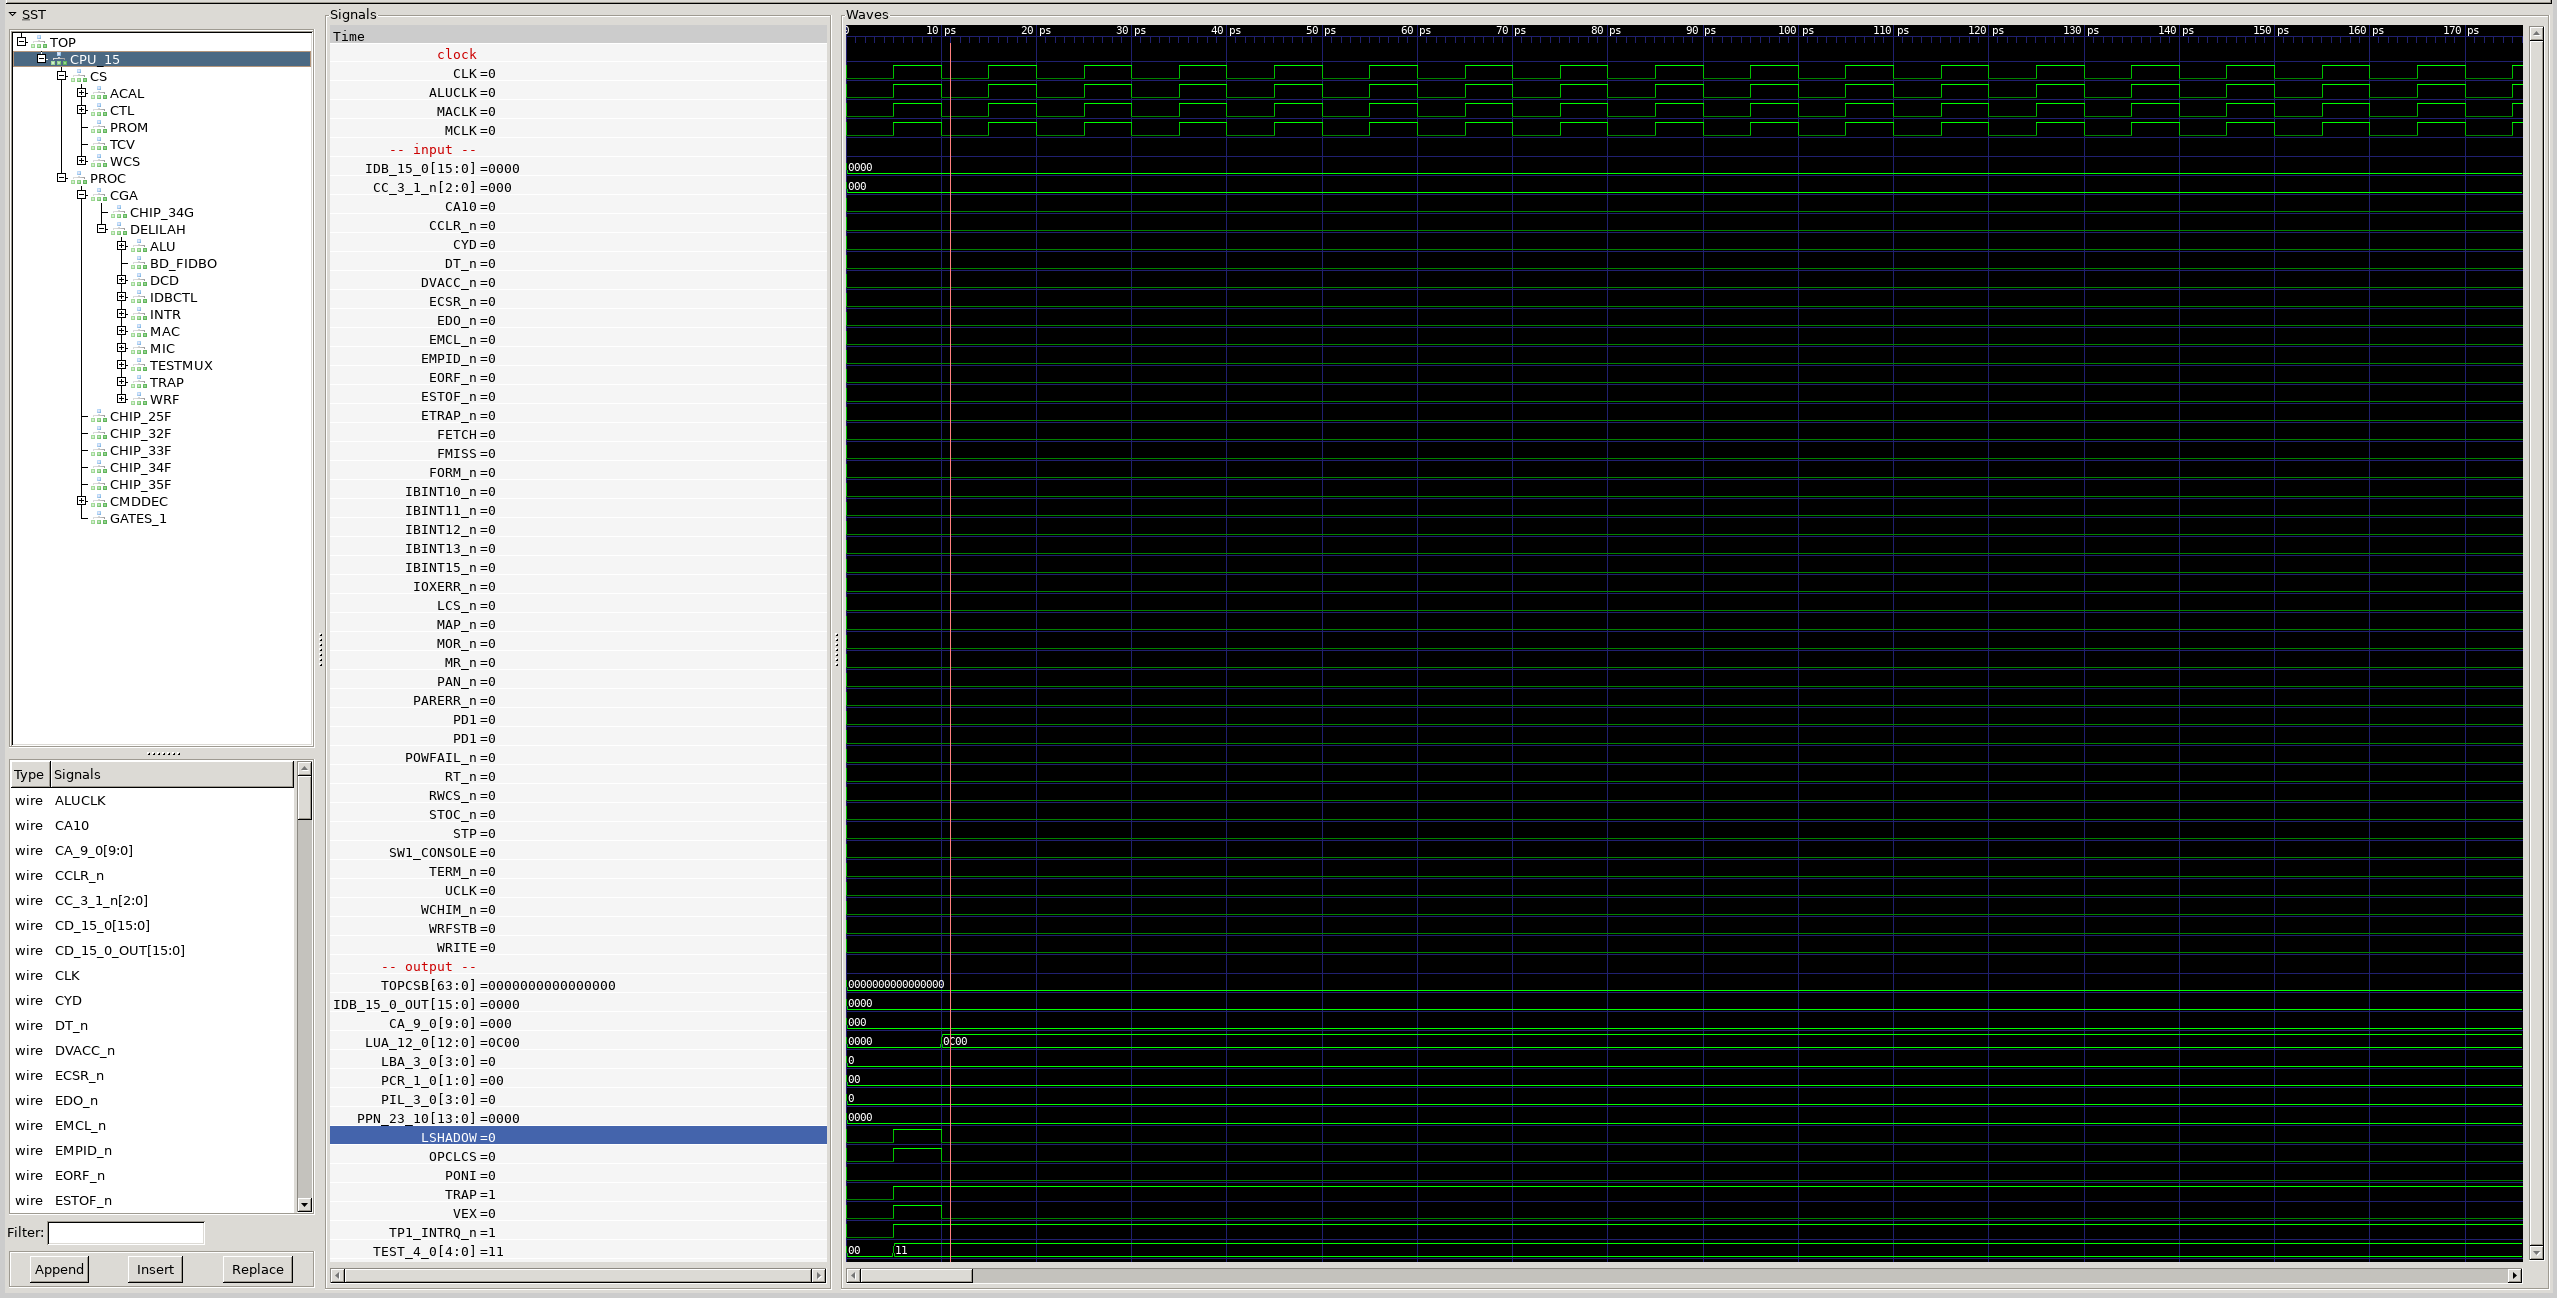 SST
TOP
CPU_15
CS
ACAL
CTL
PROM
TCV
WCS
PROC
CGA
CHIP_34G
DELILAH
ALU
BD_FIDBO
DCD
IDBCTL
INTR
MAC
MIC
TESTMUX
TRAP
WRF
CHIP_25F
CHIP_32F
CHIP_33F
CHIP_34F
CHIP_35F
CMDDEC
GATES_1
Type Signals
wire ALUCLK
wire CA10
wire CA_9_0[9:0]
wire CCLR_n
wire CC_3_1_n[2:0]
wire CD_15_0[15:0]
wire CD_15_0_OUT[15:0]
wire CLK
wire CYD
wire DT_n
wire DVACC_n
wire ECSR_n
wire EDO_n
wire EMCL_n
wire EMPID_n
wire EORF_n
wire ESTOF_n
Filter:
Append Insert Replace
Signals
Time
clock
CLK=0
ALUCLK=0
MACLK=0
MCLK=0
-- input --
IDB_15_0[15:0]=0000
CC_3_1_n[2:0]=000
CA10=0
CCLR_n=0
CYD=0
DT_n=0
DVACC_n=0
ECSR_n=0
EDO_n=0
EMCL_n=0
EMPID_n=0
EORF_n=0
ESTOF_n=0
ETRAP_n=0
FETCH=0
FMISS=0
FORM_n=0
IBINT10_n=0
IBINT11_n=0
IBINT12_n=0
IBINT13_n=0
IBINT15_n=0
IOXERR_n=0
LCS_n=0
MAP_n=0
MOR_n=0
MR_n=0
PAN_n=0
PARERR_n=0
PD1=0
PD1=0
POWFAIL_n=0
RT_n=0
RWCS_n=0
STOC_n=0
STP=0
SW1_CONSOLE=0
TERM_n=0
UCLK=0
WCHIM_n=0
WRFSTB=0
WRITE=0
-- output --
TOPCSB[63:0]=0000000000000000
IDB_15_0_OUT[15:0]=0000
CA_9_0[9:0]=000
LUA_12_0[12:0]=0C00
LBA_3_0[3:0]=0
PCR_1_0[1:0]=00
PIL_3_0[3:0]=0
PPN_23_10[13:0]=0000
LSHADOW=0
OPCLCS=0
PONI=0
TRAP=1
VEX=0
TP1_INTRQ_n=1
TEST_4_0[4:0]=11
Waves
0 10 ps 20 ps 30 ps 40 ps 50 ps 60 ps 70 ps 80 ps 90 ps 100 ps 110 ps 120 ps 130 ps 140 ps 150 ps 160 ps 170 ps
0000
000
0000000000000000
0000
000
0000 0C00
0
00
0
0000
00 11